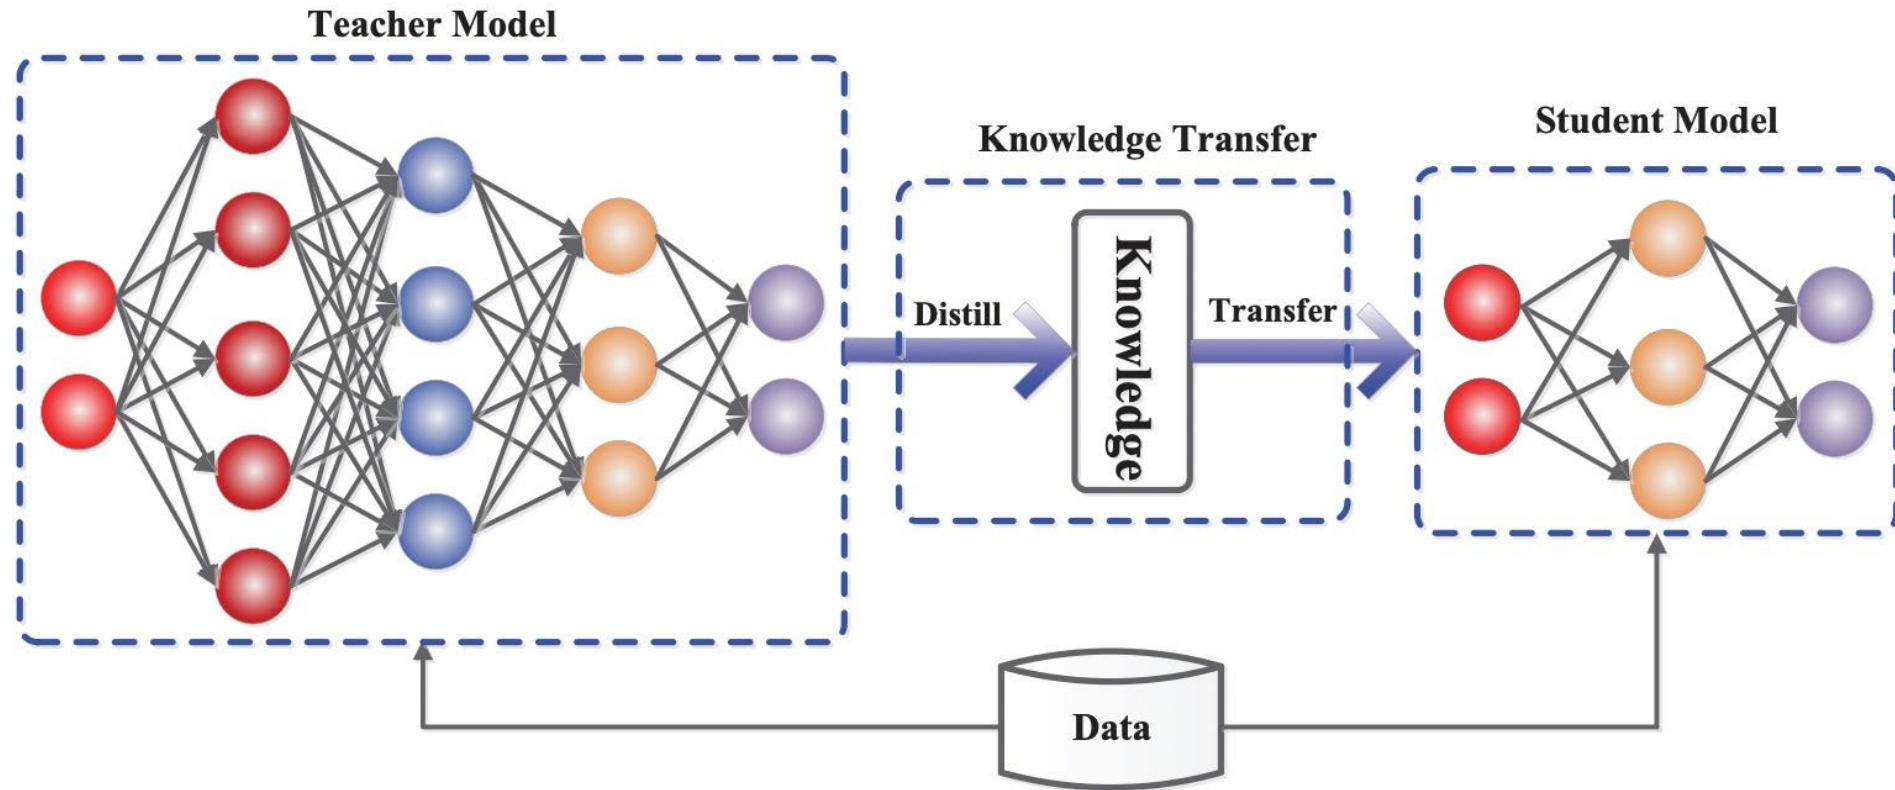 Teacher Model
Knowledge Transfer
Student Model
Distill
Knowledge
Transfer
Data